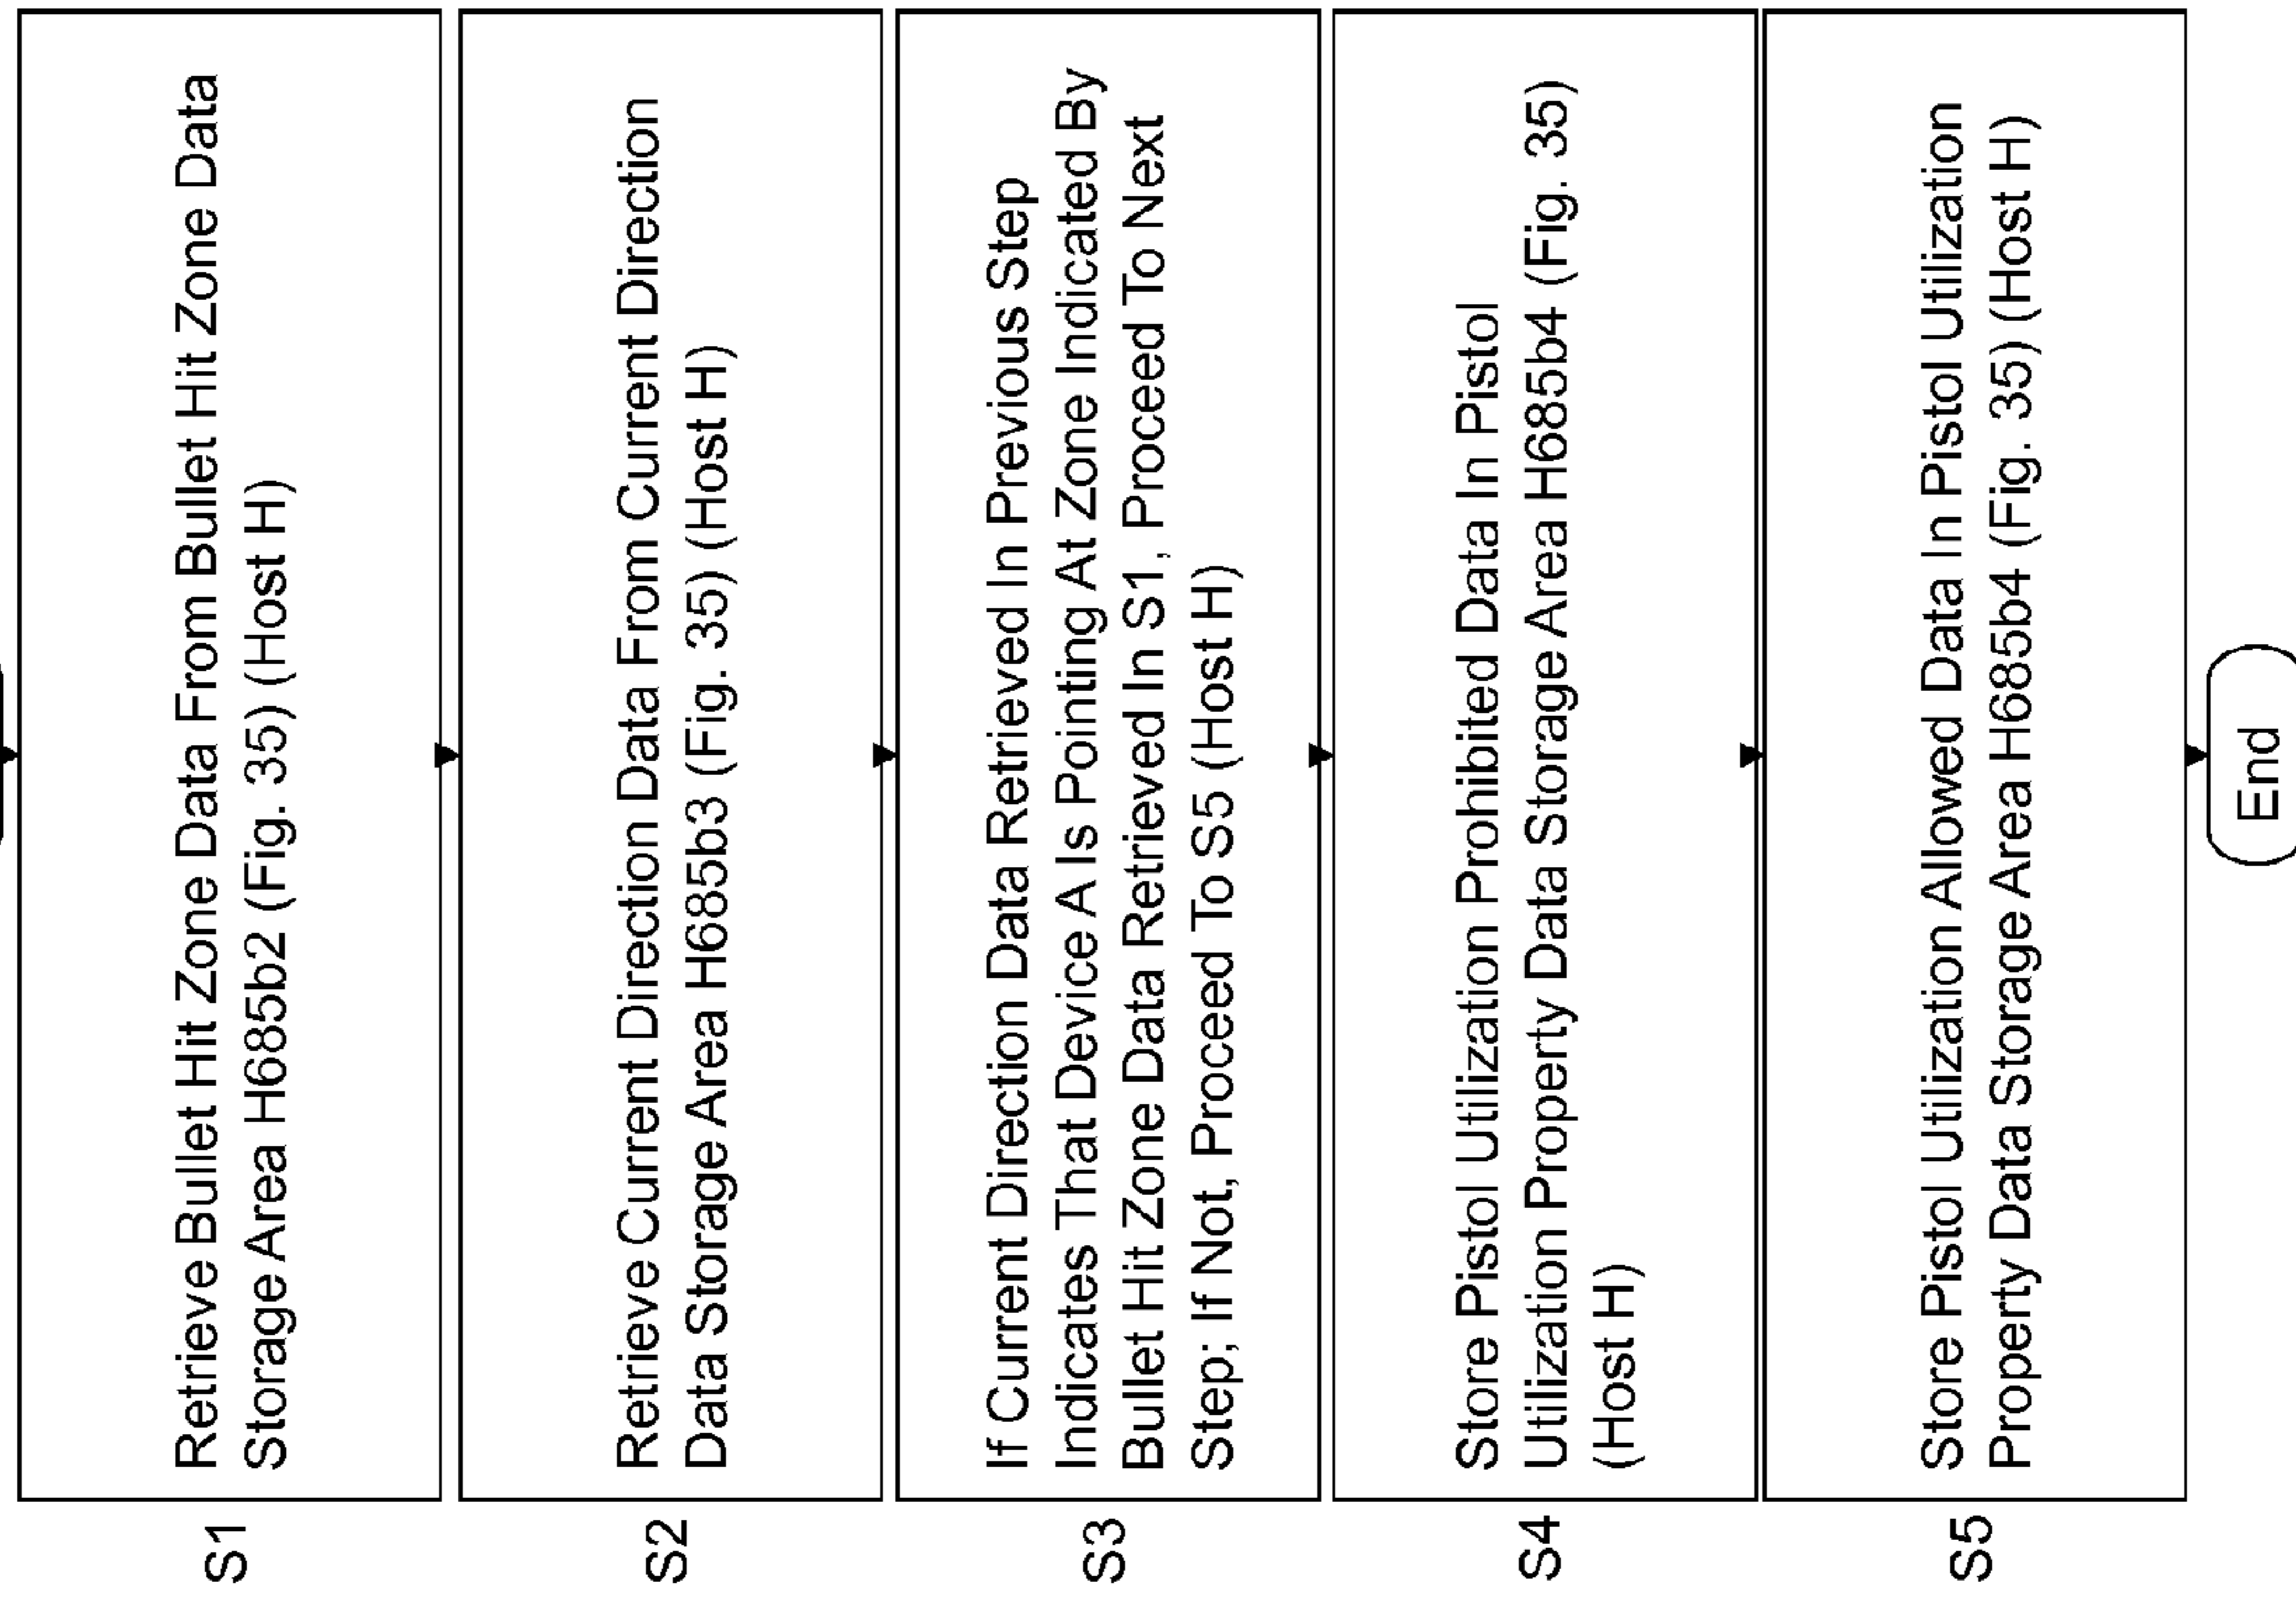 S1
Retrieve Bullet Hit Zone Data From Bullet Hit Zone Data
Storage Area H685b2 (Fig. 35) (Host H)
S2
Retrieve Current Direction Data From Current Direction
Data Storage Area H685b3 (Fig. 35) (Host H)
S3
If Current Direction Data Retrieved In Previous Step
Indicates That Device A Is Pointing At Zone Indicated By
Bullet Hit Zone Data Retrieved In S1, Proceed To Next
Step; If Not, Proceed To S5 (Host H)
S4
Store Pistol Utilization Prohibited Data In Pistol
Utilization Property Data Storage Area H685b4 (Fig. 35)
(Host H)
S5
Store Pistol Utilization Allowed Data In Pistol Utilization
Property Data Storage Area H685b4 (Fig. 35) (Host H)
End